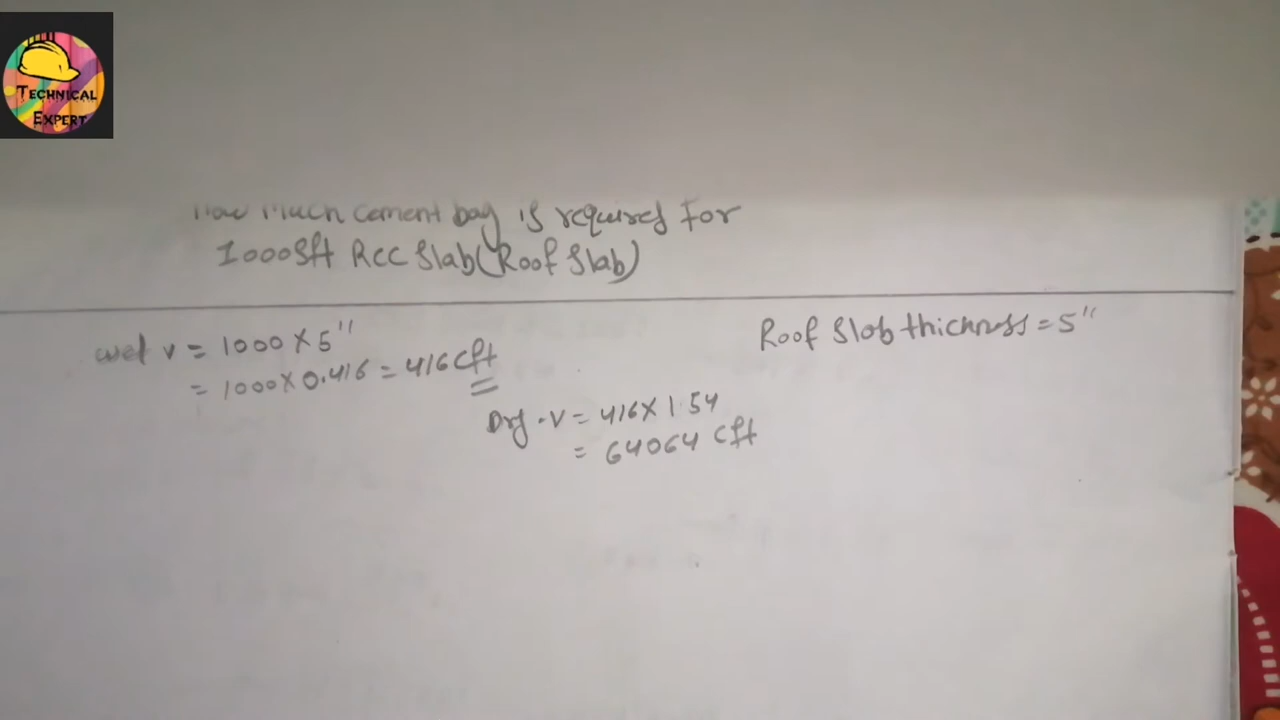 TECHNICAL
EXPERT
How Much cement bag is required For
1000Sft Rcc Slab (Roof Slab)
wet v = 1000 X 5"
= 1000 X 0.416 = 416 Cft
Roof Slab thickness = 5"
Dry.V = 416 X 1.54
= 64064 Cft